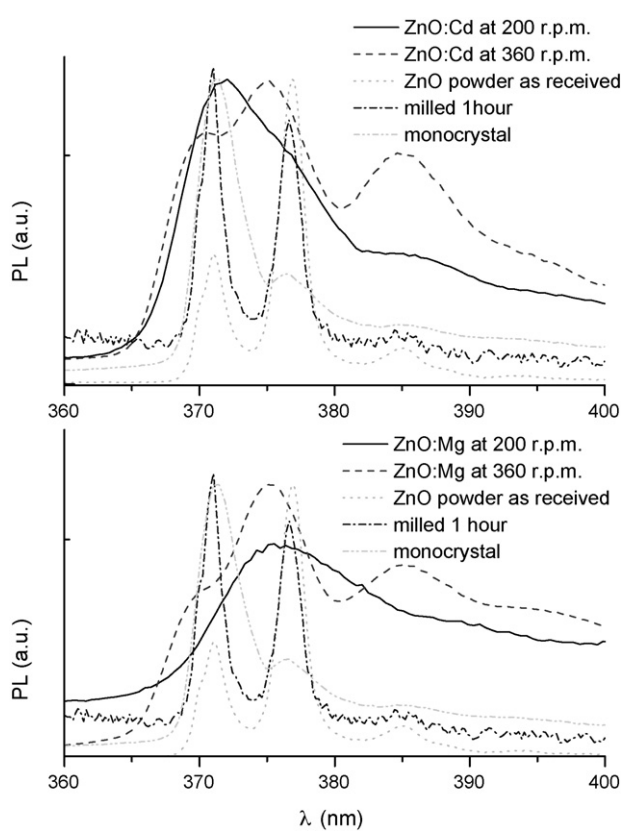 ZnO:Cd at 200 r.p.m.
ZnO:Cd at 360 r.p.m.
ZnO powder as received
milled 1hour
monocrystal
PL (a.u.)
360 370 380 390 400
ZnO:Mg at 200 r.p.m.
ZnO:Mg at 360 r.p.m.
ZnO powder as received
milled 1 hour
monocrystal
PL (a.u.)
360 370 380 390 400
λ (nm)